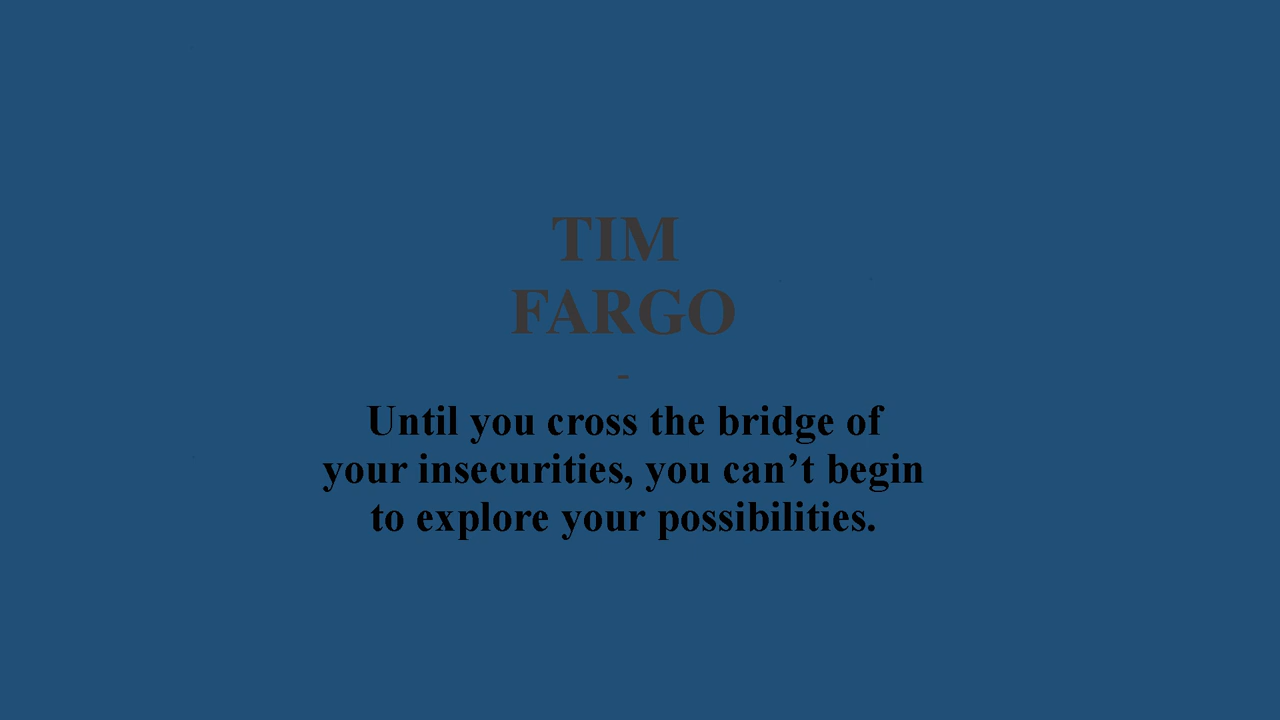 TIM
FARGO
-
Until you cross the bridge of
your insecurities, you can’t begin
to explore your possibilities.